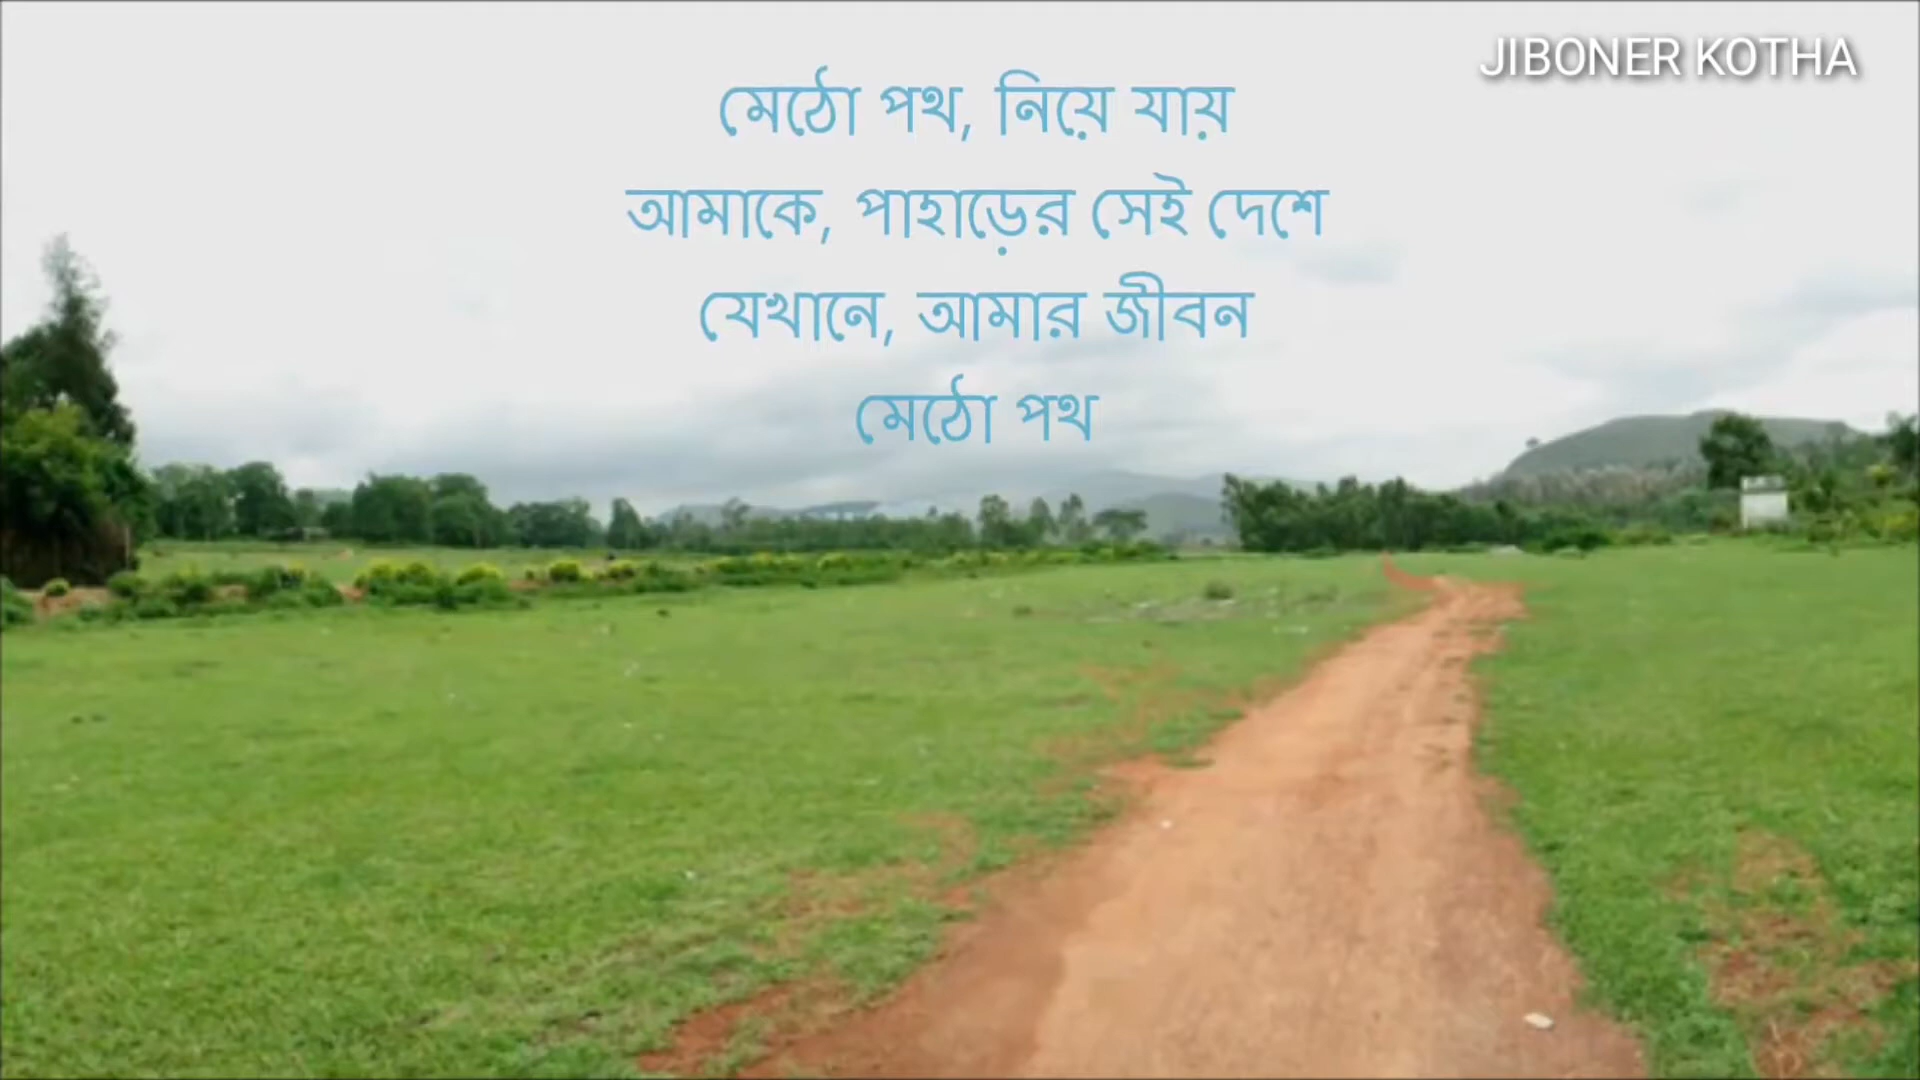 JIBONER KOTHA
মেঠো পথ, নিয়ে যায়
আমাকে, পাহাড়ের সেই দেশে
যেখানে, আমার জীবন
মেঠো পথ